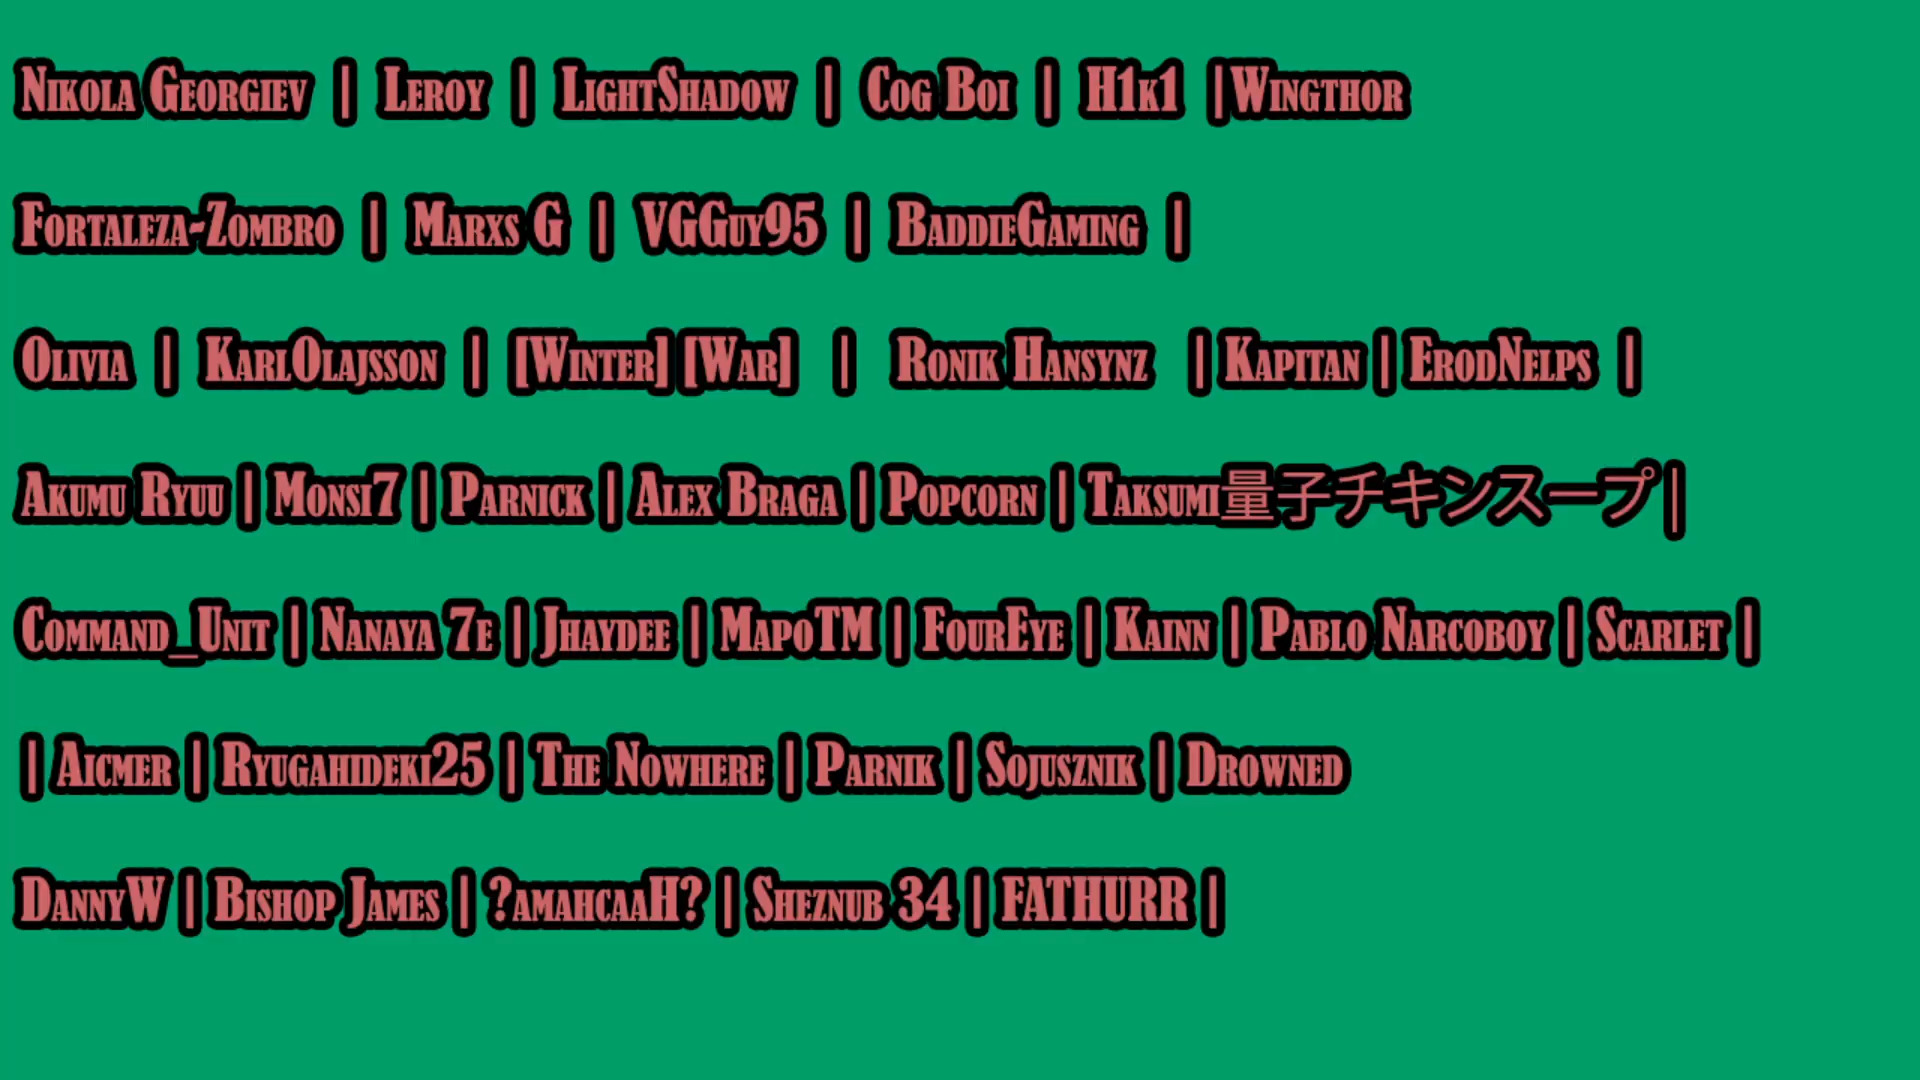 Nikola Georgiev | Leroy | LightShadow | Cog Boi | H1k1 |Wingthor
Fortaleza-Zombro | Marxs G | VGGuy95 | BaddieGaming |
Olivia | KarlOlajsson | [Winter] [War] | Ronik Hansynz | Kapitan | ErodNelps |
Akumu Ryuu | Monsi7 | Parnick | Alex Braga | Popcorn | Taksumi量子チキンスープ |
Command_Unit | Nanaya 7e | Jhaydee | MapoTM | FourEye | Kainn | Pablo Narcoboy | Scarlet |
| Aicmer | Ryugahideki25 | The Nowhere | Parnik | Sojusznik | Drowned
DannyW | Bishop James | ?amahcaaH? | Sheznub 34 | FATHURR |